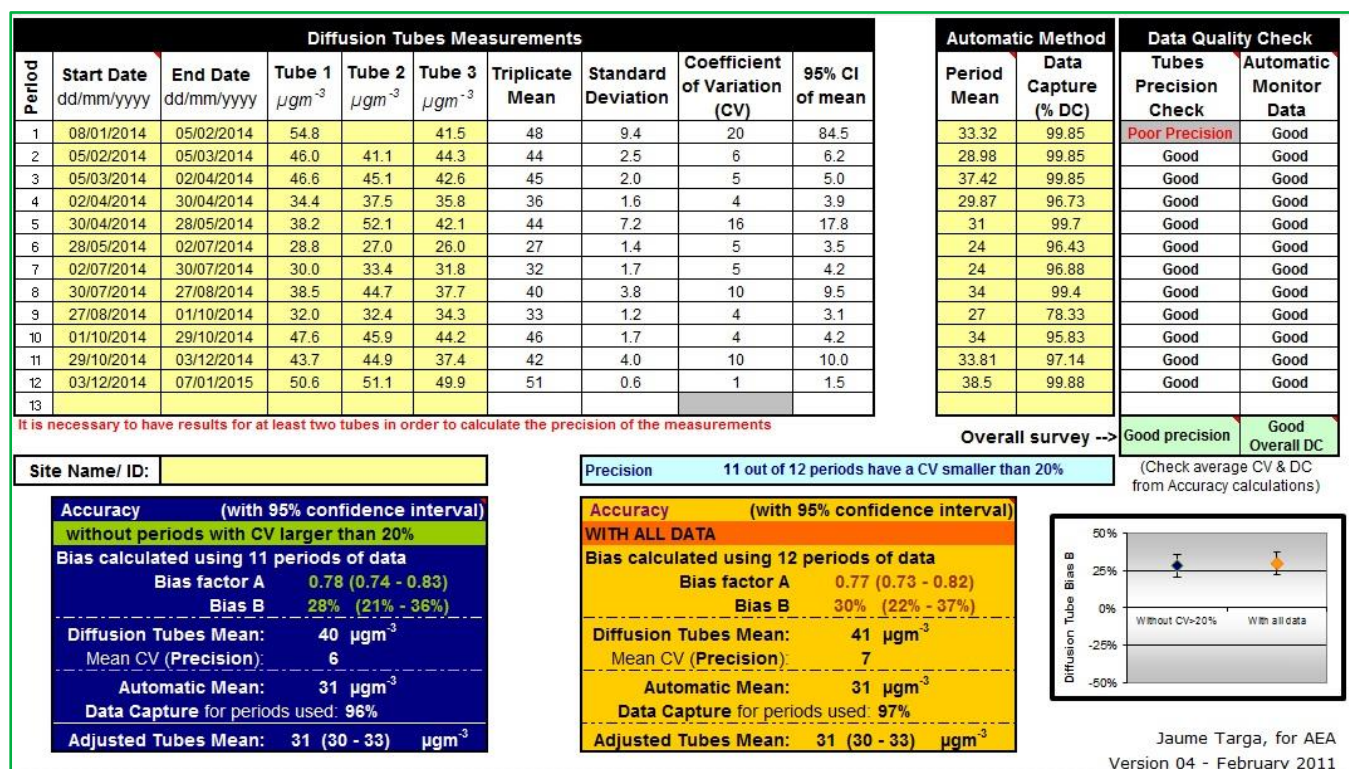 Diffusion Tubes Measurements
Period Start Date dd/mm/yyyy End Date dd/mm/yyyy Tube 1 µgm-3 Tube 2 µgm-3 Tube 3 µgm-3 Triplicate Mean Standard Deviation Coefficient of Variation (CV) 95% CI of mean
1 08/01/2014 05/02/2014 54.8 41.5 48 9.4 20 84.5
2 05/02/2014 05/03/2014 46.0 41.1 44.3 44 2.5 6 6.2
3 05/03/2014 02/04/2014 46.6 45.1 42.6 45 2.0 5 5.0
4 02/04/2014 30/04/2014 34.4 37.5 35.8 36 1.6 4 3.9
5 30/04/2014 28/05/2014 38.2 52.1 42.1 44 7.2 16 17.8
6 28/05/2014 02/07/2014 28.8 27.0 26.0 27 1.4 5 3.5
7 02/07/2014 30/07/2014 30.0 33.4 31.8 32 1.7 5 4.2
8 30/07/2014 27/08/2014 38.5 44.7 37.7 40 3.8 10 9.5
9 27/08/2014 01/10/2014 32.0 32.4 34.3 33 1.2 4 3.1
10 01/10/2014 29/10/2014 47.6 45.9 44.2 46 1.7 4 4.2
11 29/10/2014 03/12/2014 43.7 44.9 37.4 42 4.0 10 10.0
12 03/12/2014 07/01/2015 50.6 51.1 49.9 51 0.6 1 1.5
13
It is necessary to have results for at least two tubes in order to calculate the precision of the measurements
Automatic Method
Period Mean Data Capture (% DC)
33.32 99.85
28.98 99.85
37.42 99.85
29.87 96.73
31 99.7
24 96.43
24 96.88
34 99.4
27 78.33
34 95.83
33.81 97.14
38.5 99.88
Data Quality Check
Tubes Precision Check Automatic Monitor Data
Poor Precision Good
Good Good
Good Good
Good Good
Good Good
Good Good
Good Good
Good Good
Good Good
Good Good
Good Good
Good Good
Overall survey --> Good precision Good Overall DC
(Check average CV & DC
from Accuracy calculations)
Site Name/ ID:
Precision 11 out of 12 periods have a CV smaller than 20%
Accuracy (with 95% confidence interval)
without periods with CV larger than 20%
Bias calculated using 11 periods of data
Bias factor A 0.78 (0.74 - 0.83)
Bias B 28% (21% - 36%)
Diffusion Tubes Mean: 40 µgm-3
Mean CV (Precision): 6
Automatic Mean: 31 µgm-3
Data Capture for periods used: 96%
Adjusted Tubes Mean: 31 (30 - 33) µgm-3
Accuracy (with 95% confidence interval)
WITH ALL DATA
Bias calculated using 12 periods of data
Bias factor A 0.77 (0.73 - 0.82)
Bias B 30% (22% - 37%)
Diffusion Tubes Mean: 41 µgm-3
Mean CV (Precision): 7
Automatic Mean: 31 µgm-3
Data Capture for periods used: 97%
Adjusted Tubes Mean: 31 (30 - 33) µgm-3
Diffusion Tube Bias B
50%
25%
0%
-25%
-50%
Without CV>20% With all data
Jaume Targa, for AEA
Version 04 - February 2011